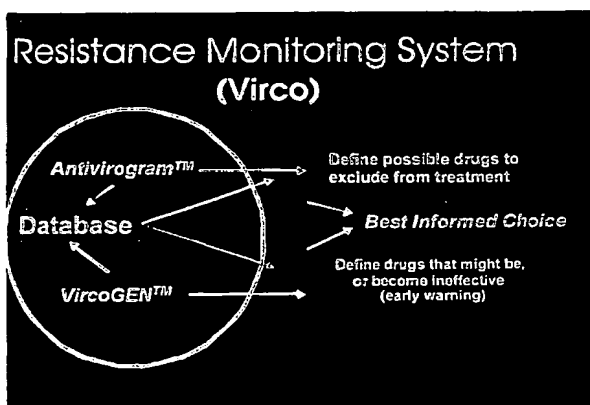 Resistance Monitoring System
(Virco)
Antivirogram™
Define possible drugs to
exclude from treatment
Database
Best Informed Choice
VircoGEN™
Define drugs that might be,
or become ineffective
(early warning)